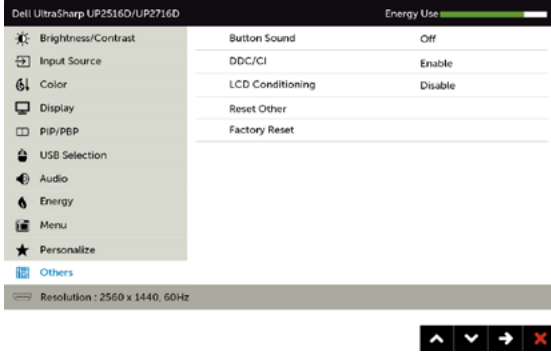 Dell UltraSharp UP2516D/UP2716D Energy Use
Brightness/Contrast Button Sound Off
Input Source DDC/CI Enable
Color LCD Conditioning Disable
Display Reset Other
PIP/PBP Factory Reset
USB Selection
Audio
Energy
Menu
Personalize
Others
Resolution : 2560 x 1440, 60Hz